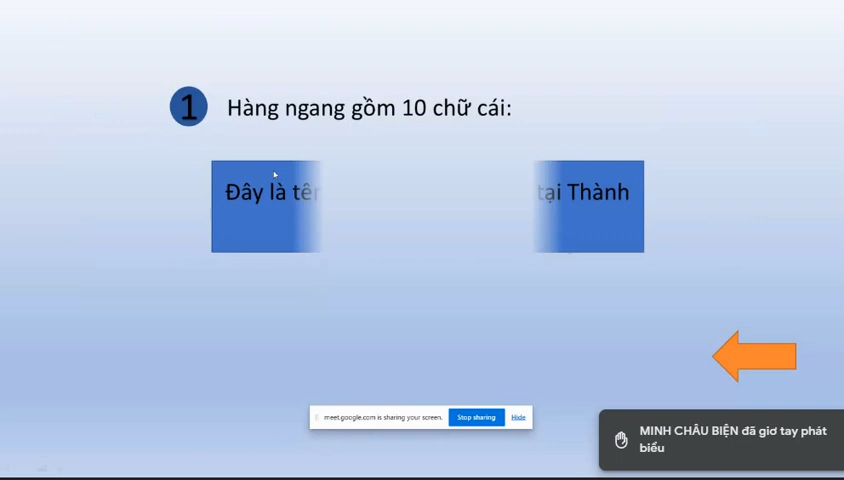 1 Hàng ngang gồm 10 chữ cái:
Đây là tên tại Thành
meet.google.com is sharing your screen. Stop sharing Hide
MINH CHÂU BIỆN đã giơ tay phát
biểu